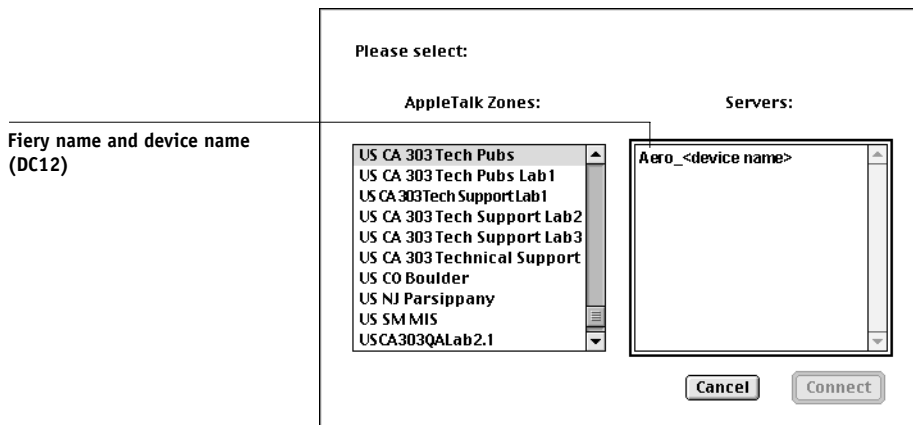 Please select:
AppleTalk Zones:
Servers:
Fiery name and device name
(DC12)
US CA 303 Tech Pubs
US CA 303 Tech Pubs Lab1
US CA 303Tech Support Lab1
US CA 303 Tech Support Lab2
US CA 303 Tech Support Lab3
US CA 303 Technical Support
US CO Boulder
US NJ Parsippany
US SM MIS
USCA303QALab2.1
Aero_<device name>
Cancel
Connect